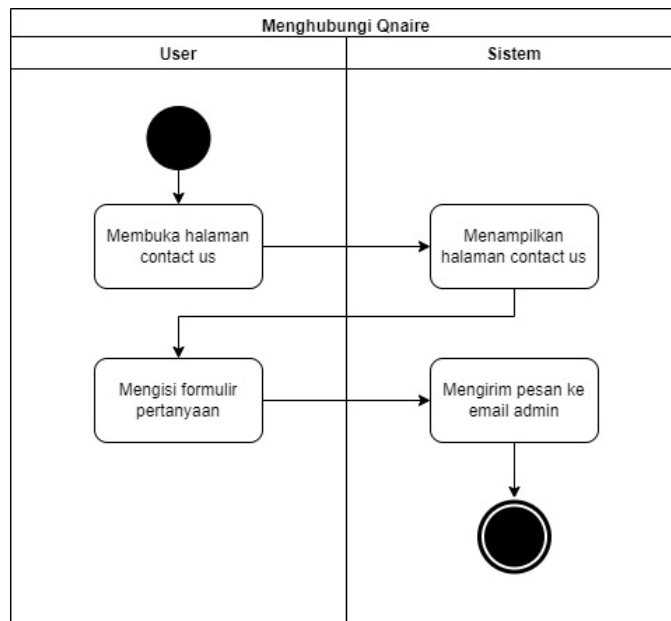 Menghubungi Qnaire
User
Sistem
Membuka halaman
contact us
Menampilkan
halaman contact us
Mengisi formulir
pertanyaan
Mengirim pesan ke
email admin